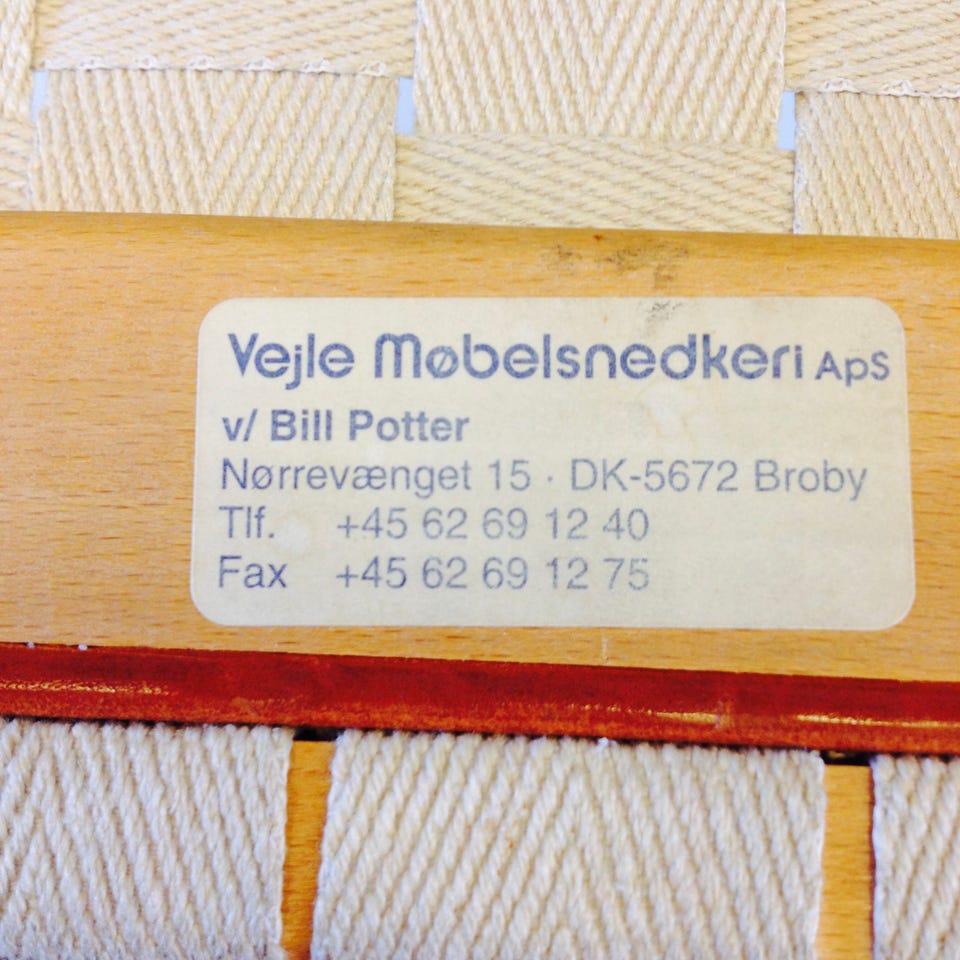 Vejle Møbelsnedkeri ApS
v/ Bill Potter
Nørrevænget 15 · DK-5672 Broby
Tlf. +45 62 69 12 40
Fax +45 62 69 12 75